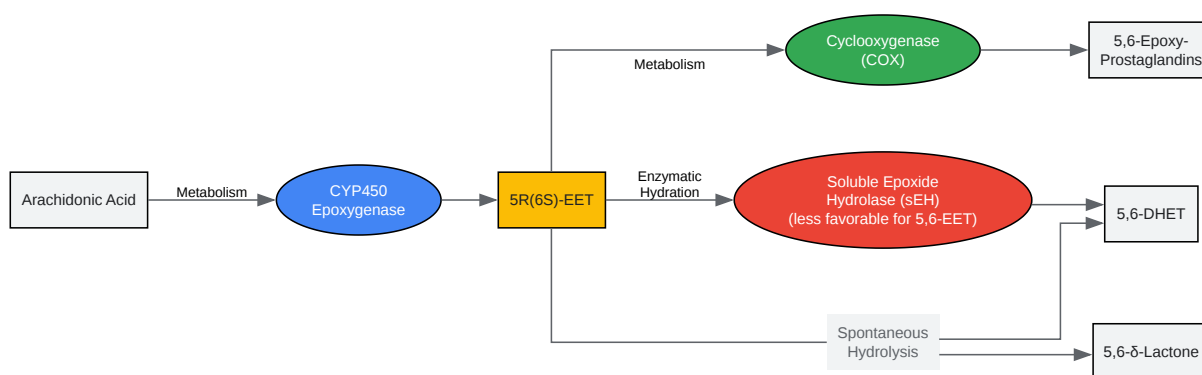 Arachidonic Acid
Metabolism
CYP450
Epoxygenase
5R(6S)-EET
Metabolism
Cyclooxygenase
(COX)
5,6-Epoxy-
Prostaglandins
Enzymatic
Hydration
Soluble Epoxide
Hydrolase (sEH)
(less favorable for 5,6-EET)
5,6-DHET
Spontaneous
Hydrolysis
5,6-δ-Lactone